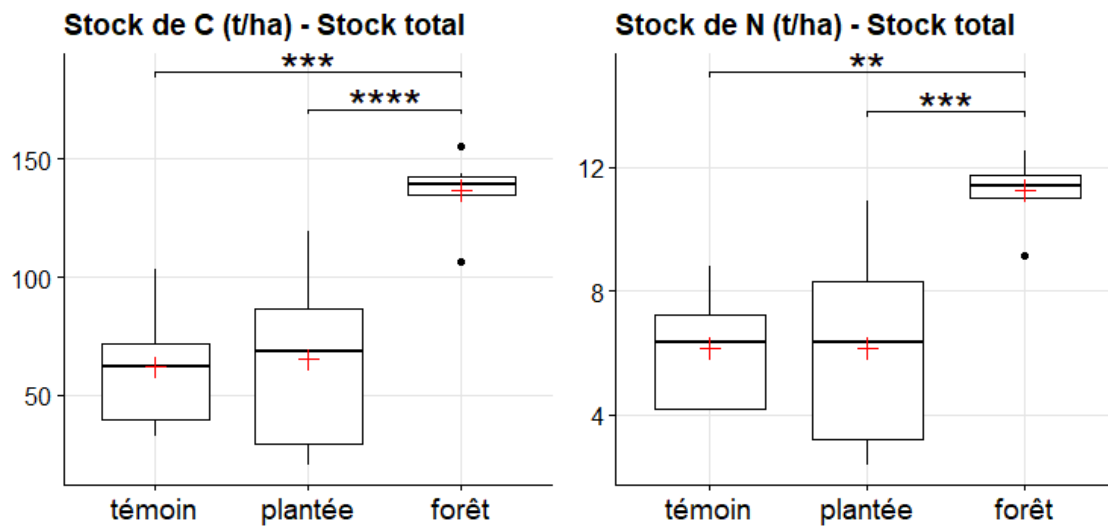 Stock de C (t/ha) - Stock total
***
****
150
100
50
témoin plantée forêt
Stock de N (t/ha) - Stock total
**
***
12
8
4
témoin plantée forêt